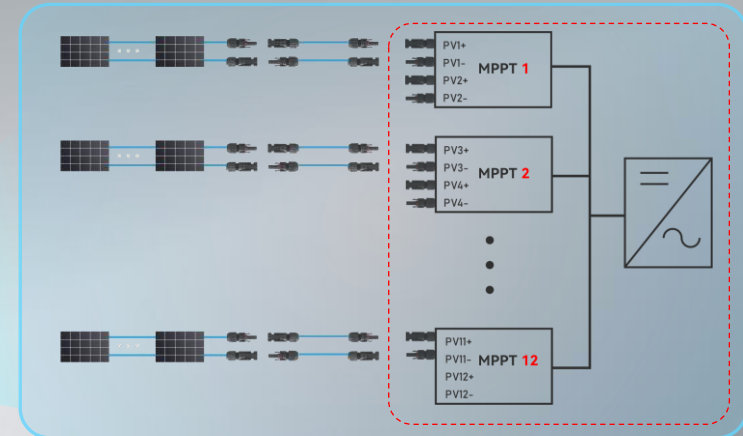 PV1+
PV1-
PV2+
PV2-
MPPT 1
PV3+
PV3-
PV4+
PV4-
MPPT 2
PV11+
PV11-
PV12+
PV12-
MPPT 12